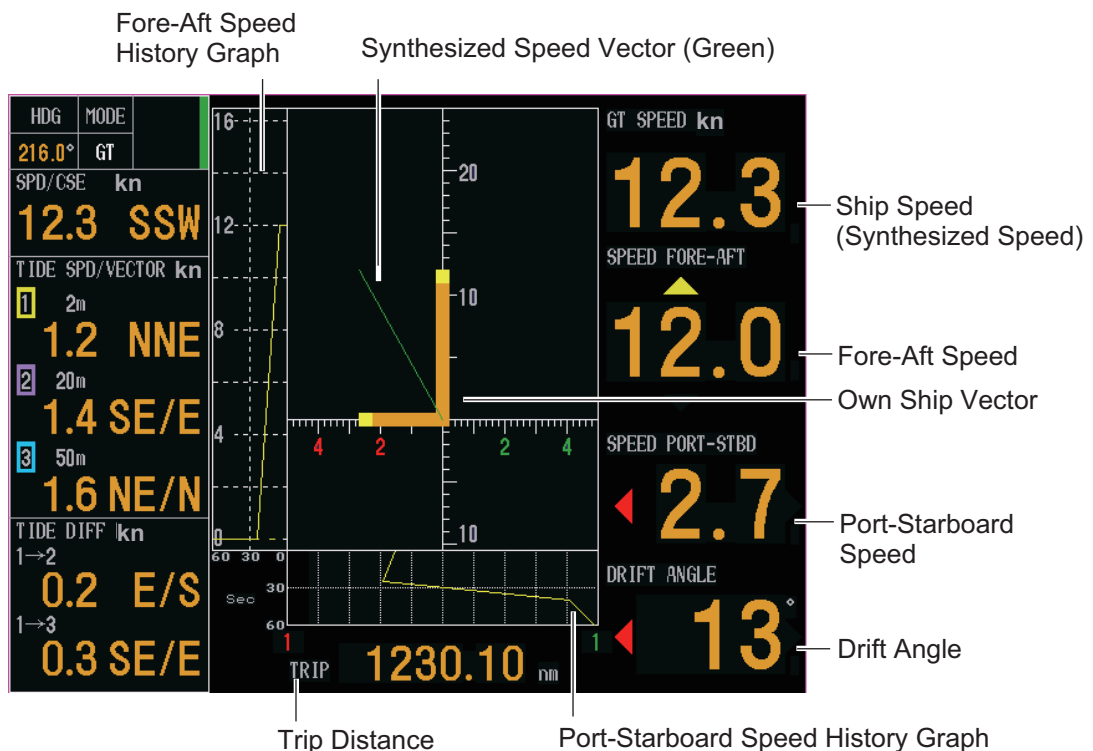 Fore-Aft Speed
History Graph
Synthesized Speed Vector (Green)
HDG MODE
216.0° GT
SPD/CSE kn
12.3 SSW
TIDE SPD/VECTOR kn
1 2m
1.2 NNE
2 20m
1.4 SE/E
3 50m
1.6 NE/N
TIDE DIFF kn
1→2
0.2 E/S
1→3
0.3 SE/E
16
12
8
4
0
60 30 0
20
10
4 2 2 4
10
Sec
30
60
1 1
TRIP 1230.10 nm
GT SPEED kn
12.3
SPEED FORE-AFT
12.0
SPEED PORT-STBD
2.7
DRIFT ANGLE
13°
Ship Speed
(Synthesized Speed)
Fore-Aft Speed
Own Ship Vector
Port-Starboard
Speed
Drift Angle
Trip Distance
Port-Starboard Speed History Graph